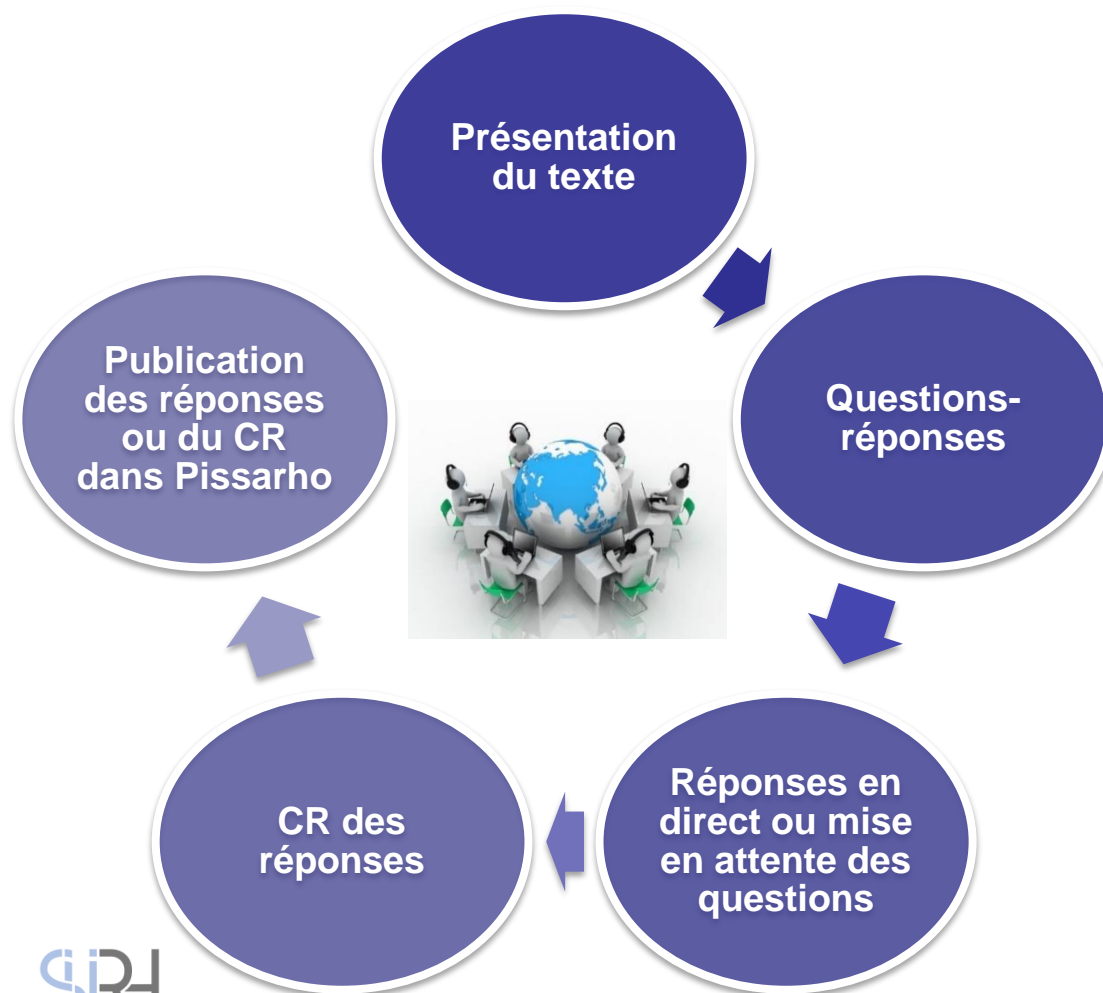 Présentation
du texte
Questions-
réponses
Réponses en
direct ou mise
en attente des
questions
CR des
réponses
Publication
des réponses
ou du CR
dans Pissarho